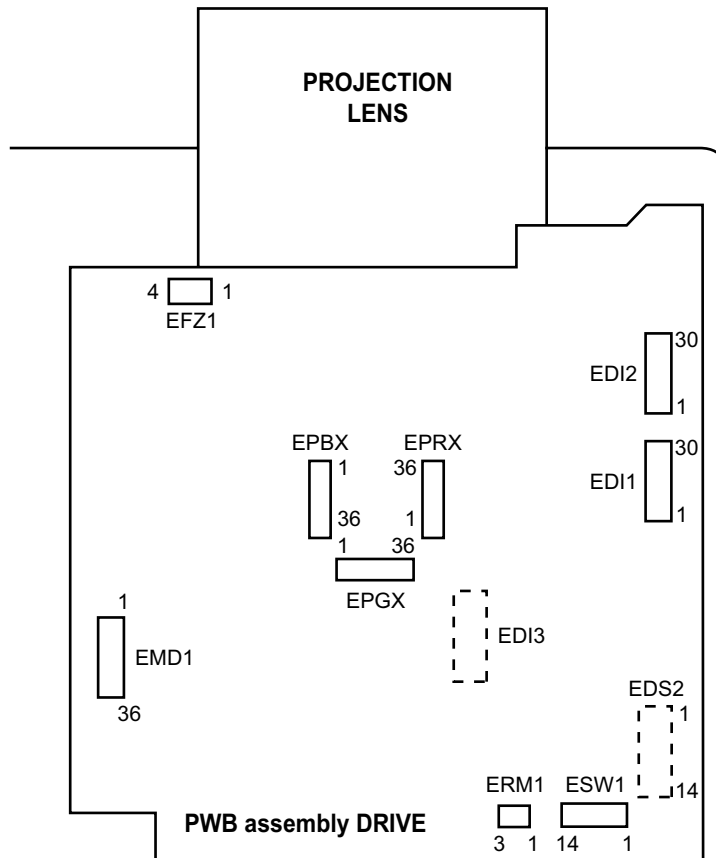 PROJECTION
LENS
4 1
EFZ1
30
EDI2
1
EPBX EPRX
1 36
30
EDI1
36 1
1
1 36
EPGX
1
EDI3
EMD1
36
EDS2
1
14
ERM1 ESW1
PWB assembly DRIVE
3 1 14 1